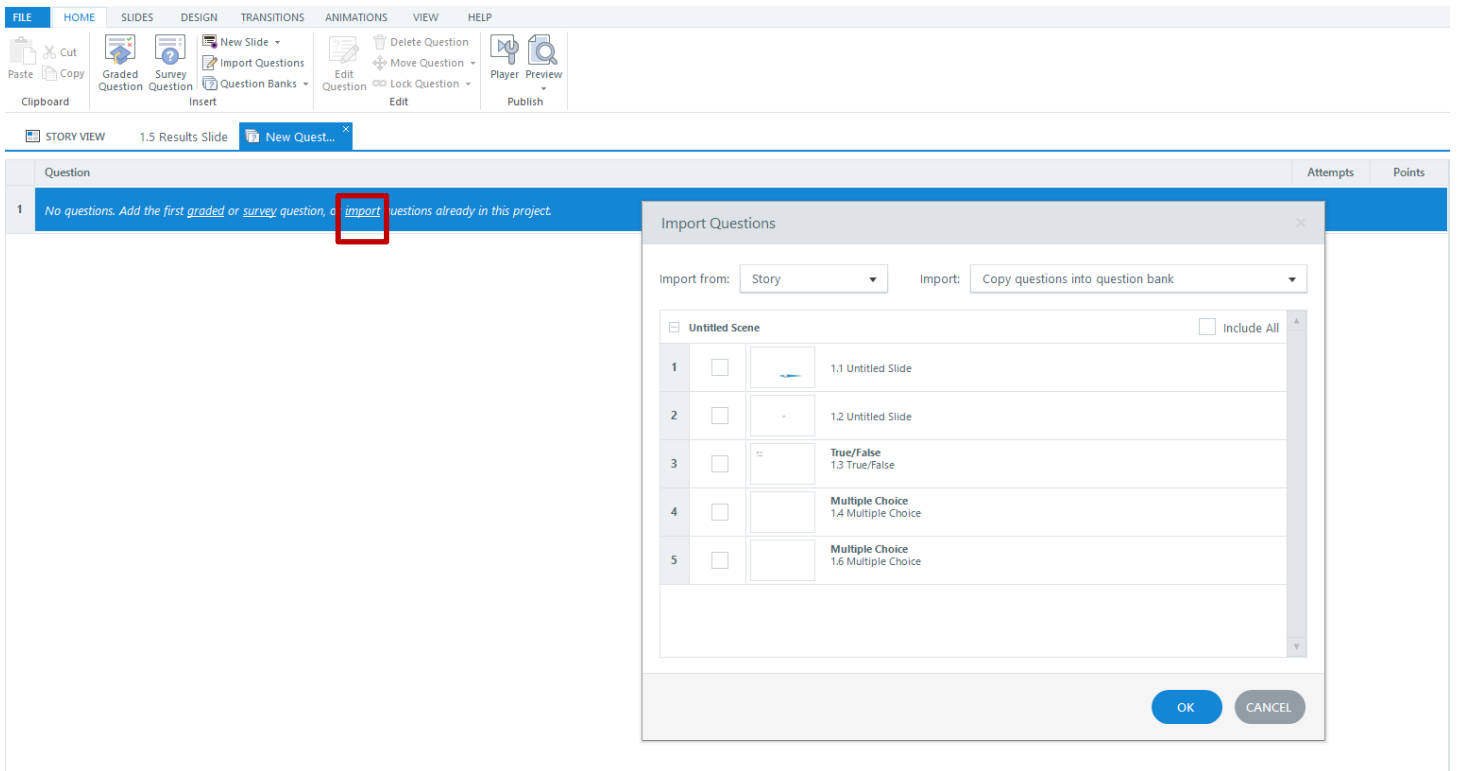 FILE HOME SLIDES DESIGN TRANSITIONS ANIMATIONS VIEW HELP
Paste
Cut
Copy
Clipboard
Graded Question
Survey Question
New Slide
Import Questions
Question Banks
Insert
Edit Question
Delete Question
Move Question
Lock Question
Edit
Player Preview
Publish
STORY VIEW 1.5 Results Slide New Quest...
Question Attempts Points
1 No questions. Add the first graded or survey question, o import uestions already in this project.
Import Questions
Import from: Story Import: Copy questions into question bank
Untitled Scene Include All
1 1.1 Untitled Slide
2 1.2 Untitled Slide
3 True/False
1.3 True/False
4 Multiple Choice
1.4 Multiple Choice
5 Multiple Choice
1.6 Multiple Choice
OK CANCEL